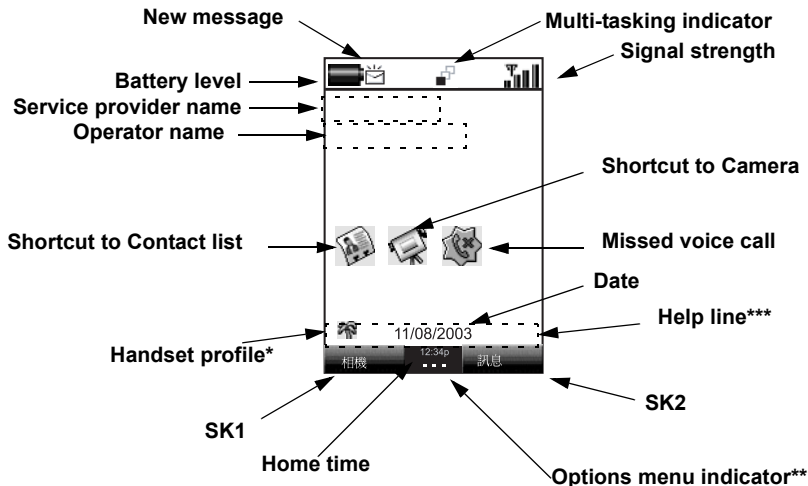 New message
Multi-tasking indicator
Signal strength
Battery level
Service provider name
Operator name
Shortcut to Camera
Shortcut to Contact list
Missed voice call
Date
Help line***
11/08/2003
Handset profile*
12:34p
相機
訊息
SK2
SK1
Home time
Options menu indicator**